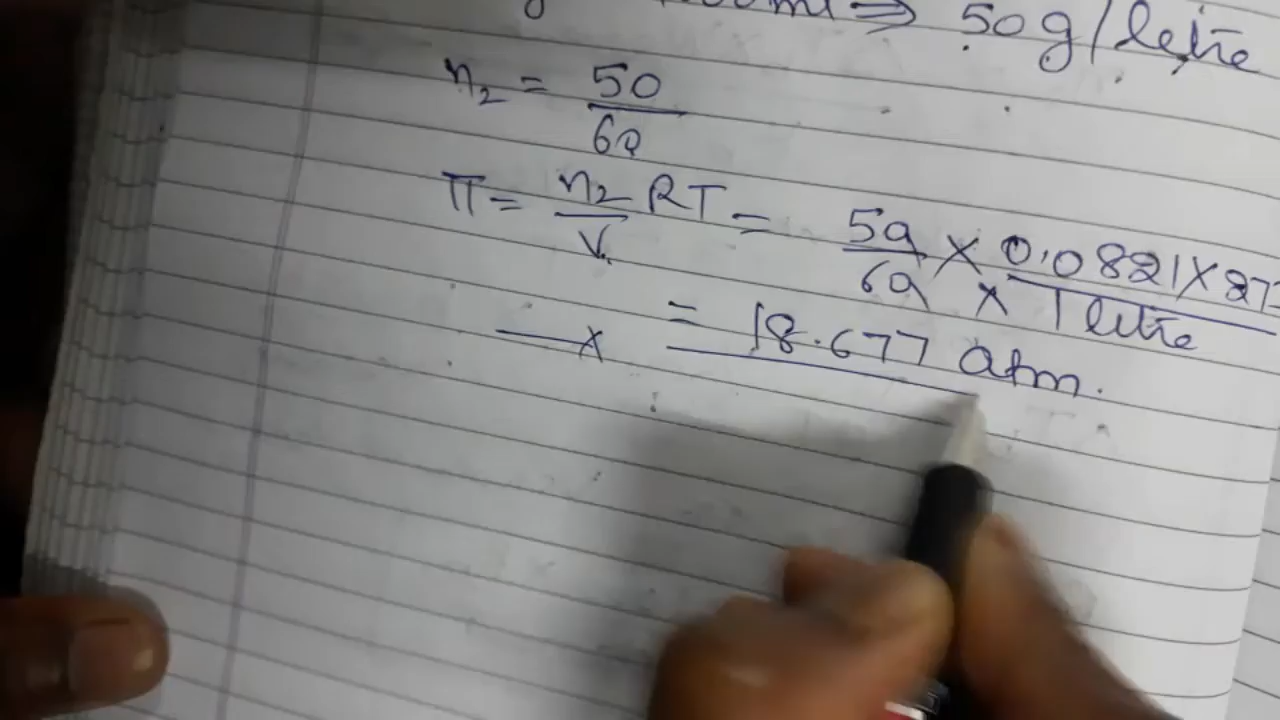 ⇒ 50g/litre
n₂ = 50/60
π = n₂/V RT = 50/60 × 0.0821 × 27 / × 1 litre
= 18.677 atm.
—x